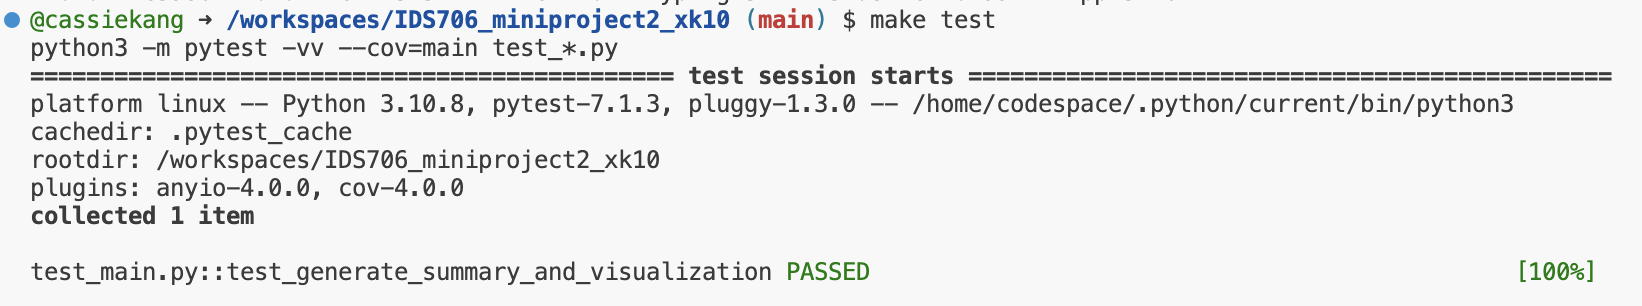 @cassiekang ➜ /workspaces/IDS706_miniproject2_xk10 (main) $ make test
python3 -m pytest -vv --cov=main test_*.py
============================================== test session starts ==============================================
platform linux -- Python 3.10.8, pytest-7.1.3, pluggy-1.3.0 -- /home/codespace/.python/current/bin/python3
cachedir: .pytest_cache
rootdir: /workspaces/IDS706_miniproject2_xk10
plugins: anyio-4.0.0, cov-4.0.0
collected 1 item
test_main.py::test_generate_summary_and_visualization PASSED [100%]